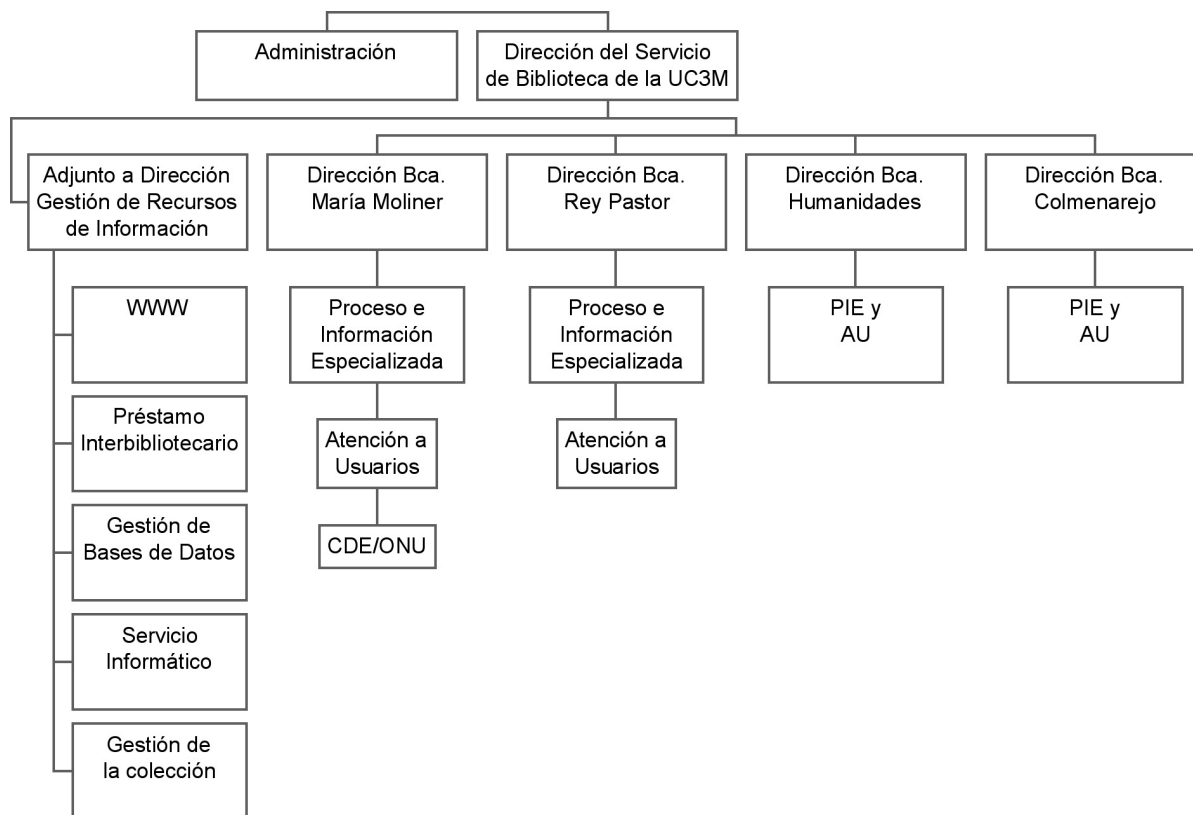 Administración
Dirección del Servicio
de Biblioteca de la UC3M
Adjunto a Dirección
Gestión de Recursos
de Información
Dirección Bca.
María Moliner
Dirección Bca.
Rey Pastor
Dirección Bca.
Humanidades
Dirección Bca.
Colmenarejo
WWW
Préstamo
Interbibliotecario
Gestión de
Bases de Datos
Servicio
Informático
Gestión de
la colección
Proceso e
Información
Especializada
Atención a
Usuarios
CDE/ONU
Proceso e
Información
Especializada
Atención a
Usuarios
PIE y
AU
PIE y
AU